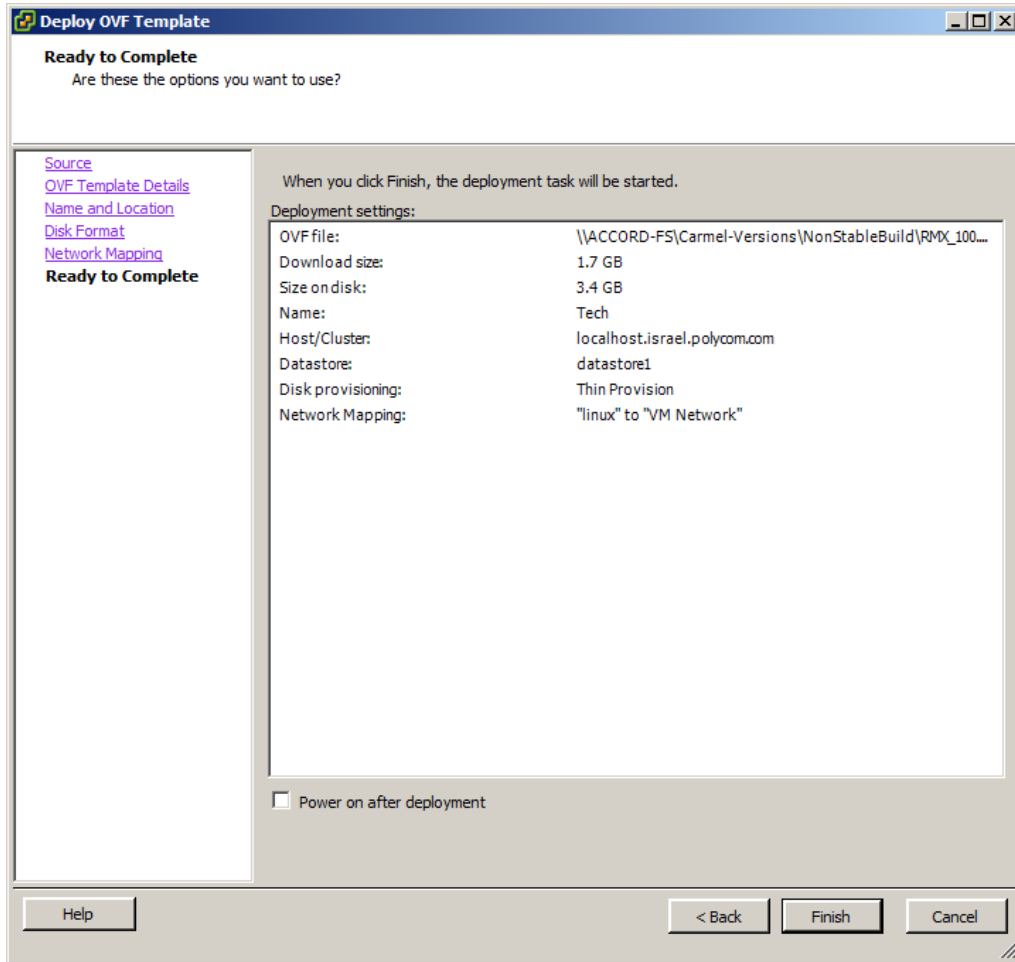 Deploy OVF Template
Ready to Complete
Are these the options you want to use?
Source
OVF Template Details
Name and Location
Disk Format
Network Mapping
Ready to Complete
When you click Finish, the deployment task will be started.
Deployment settings:
OVF file: \\ACCORD-FS\Carmel-Versions\NonStableBuild\RMX_100....
Download size: 1.7 GB
Size on disk: 3.4 GB
Name: Tech
Host/Cluster: localhost.israel.polycom.com
Datastore: datastore1
Disk provisioning: Thin Provision
Network Mapping: "linux" to "VM Network"
Power on after deployment
Help < Back Finish Cancel